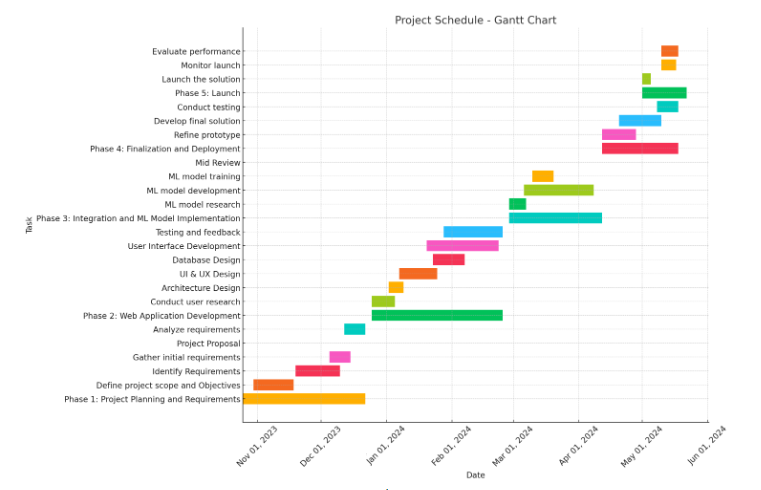 Project Schedule - Gantt Chart
Evaluate performance
Monitor launch
Launch the solution
Phase 5: Launch
Conduct testing
Develop final solution
Refine prototype
Phase 4: Finalization and Deployment
Mid Review
ML model training
ML model development
ML model research
Phase 3: Integration and ML Model Implementation
Testing and feedback
User Interface Development
Database Design
UI & UX Design
Architecture Design
Conduct user research
Phase 2: Web Application Development
Analyze requirements
Project Proposal
Gather initial requirements
Identify Requirements
Define project scope and Objectives
Phase 1: Project Planning and Requirements
Task
Nov 01, 2023
Dec 01, 2023
Jan 01, 2024
Feb 01, 2024
Mar 01, 2024
Apr 01, 2024
May 01, 2024
Jun 01, 2024
Date